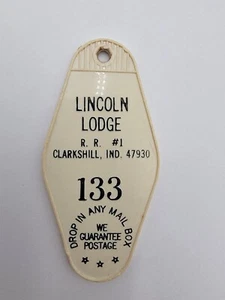 LINCOLN
LODGE
R. R. #1
CLARKSHILL, IND. 47930
133
DROP IN ANY MAIL BOX
WE
GUARANTEE
POSTAGE